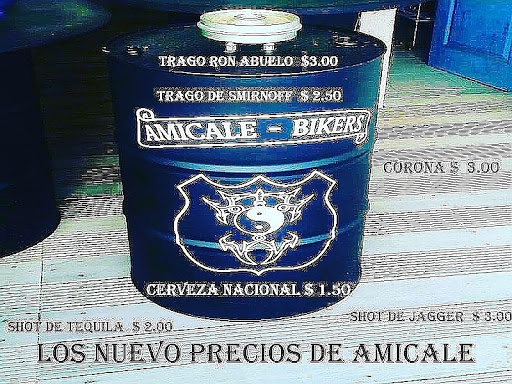 TRAGO RON ABUELO $3.00
TRAGO DE SMIRNOFF $ 2.50
AMICALE - BIKERS
CORONA $ 3.00
CERVEZA NACIONAL $ 1.50
SHOT DE TEQUILA $ 2.00
SHOT DE JAGGER $ 3.00
LOS NUEVO PRECIOS DE AMICALE